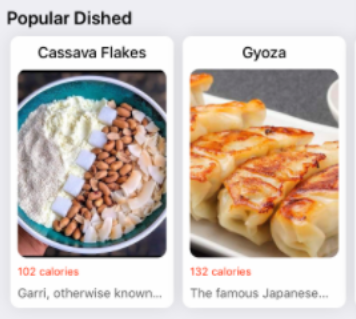 Popular Dished
Cassava Flakes
Gyoza
102 calories
132 calories
Garri, otherwise known...
The famous Japanese...